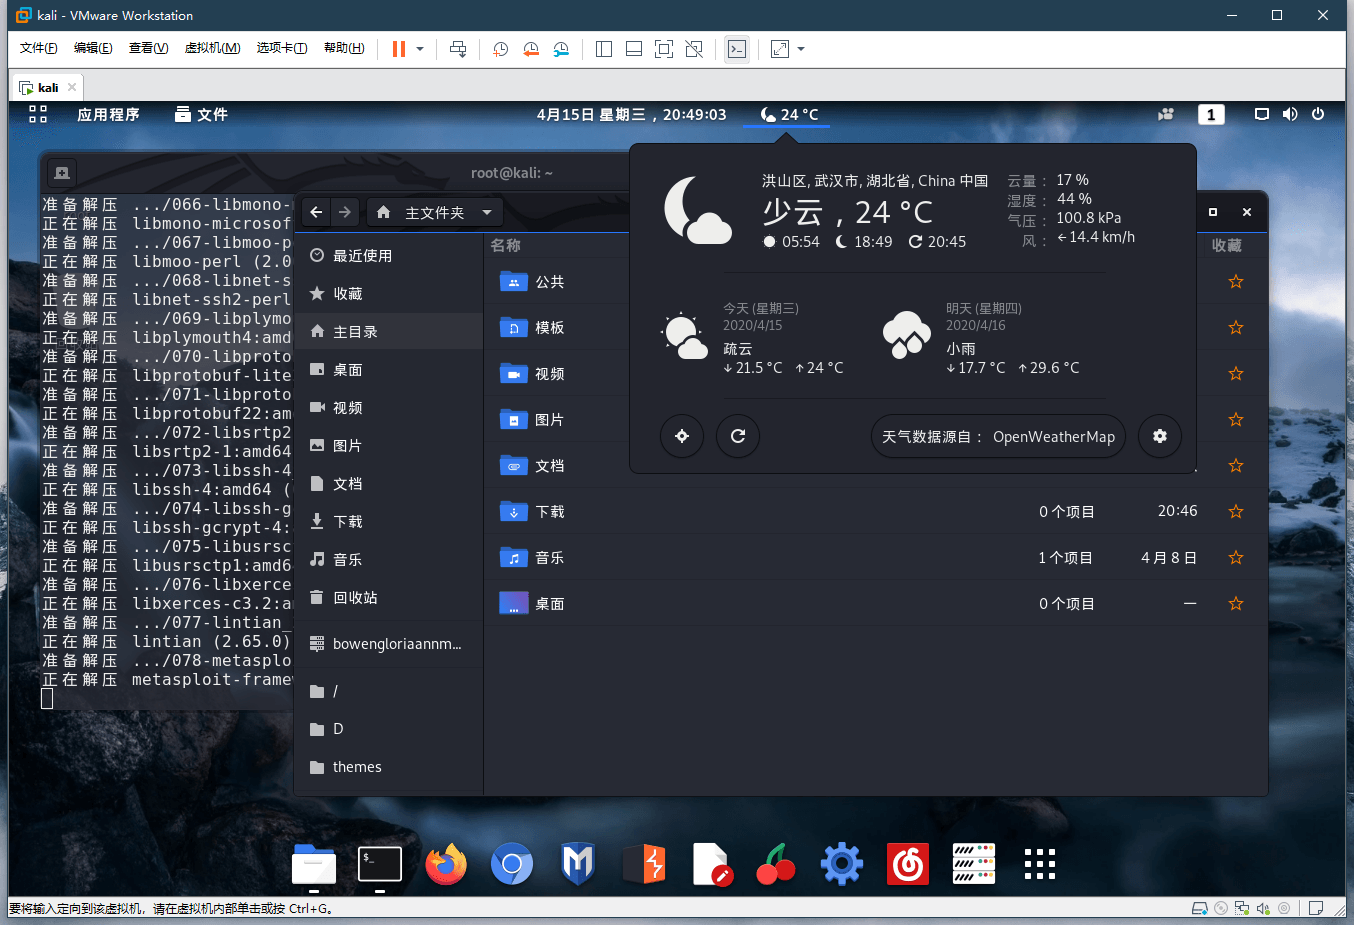 kali - VMware Workstation
文件(F) 编辑(E) 查看(V) 虚拟机(M) 选项卡(T) 帮助(H)
kali
应用程序 文件 4月15日 星期三，20:49:03 24 °C 1
root@kali: ~
准备解压 .../066-libmono-
正在解压 libmono-microsof
准备解压 .../067-libmoo-p
正在解压 libmoo-perl (2.0
准备解压 .../068-libnet-s
正在解压 libnet-ssh2-perl
准备解压 .../069-libplymo
正在解压 libplymouth4:amd
准备解压 .../070-libproto
正在解压 libprotobuf-lite
准备解压 .../071-libproto
正在解压 libprotobuf22:am
准备解压 .../072-libsrtp2
正在解压 libsrtp2-1:amd64
准备解压 .../073-libssh-4
正在解压 libssh-4:amd64 (
准备解压 .../074-libssh-g
正在解压 libssh-gcrypt-4:
准备解压 .../075-libusrsc
正在解压 libusrsctp1:amd6
准备解压 .../076-libxerce
正在解压 libxerces-c3.2:a
准备解压 .../077-lintian_
正在解压 lintian (2.65.0)
准备解压 .../078-metasplo
正在解压 metasploit-frame
主文件夹
最近使用
收藏
主目录
桌面
视频
图片
文档
下载
音乐
回收站
bowengloriaannm...
/
D
themes
名称 收藏
公共
模板
视频
图片
文档
下载 0 个项目 20:46
音乐 1 个项目 4 月 8 日
桌面 0 个项目 —
洪山区, 武汉市, 湖北省, China 中国
少云，24 °C
05:54 18:49 20:45
云量： 17 %
湿度： 44 %
气压： 100.8 kPa
风： ←14.4 km/h
今天 (星期三)
2020/4/15
疏云
↓21.5 °C ↑24 °C
明天 (星期四)
2020/4/16
小雨
↓17.7 °C ↑29.6 °C
天气数据源自： OpenWeatherMap
$_
要将输入定向到该虚拟机，请在虚拟机内部单击或按 Ctrl+G。